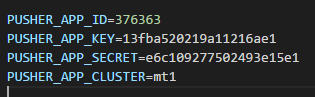 PUSHER_APP_ID=376363
PUSHER_APP_KEY=13fba520219a11216ae1
PUSHER_APP_SECRET=e6c109277502493e15e1
PUSHER_APP_CLUSTER=mt1